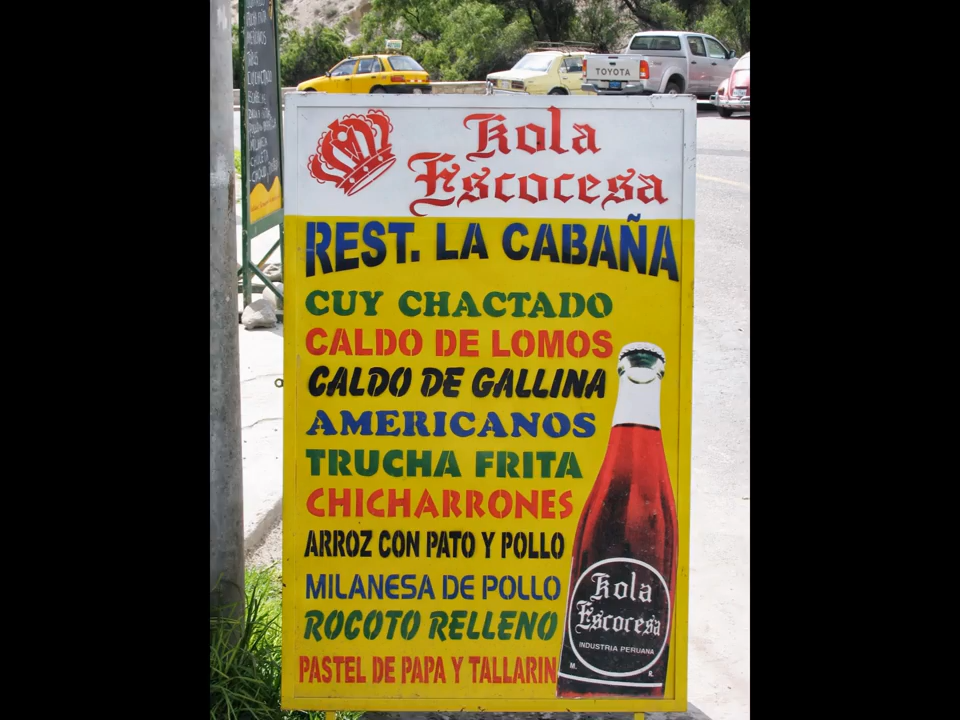 Kola
Escocesa
REST. LA CABAÑA
CUY CHACTADO
CALDO DE LOMOS
CALDO DE GALLINA
AMERICANOS
TRUCHA FRITA
CHICHARRONES
ARROZ CON PATO Y POLLO
MILANESA DE POLLO
ROCOTO RELLENO
PASTEL DE PAPA Y TALLARIN
Kola
Escocesa
INDUSTRIA PERUANA
M. R.
TOYOTA